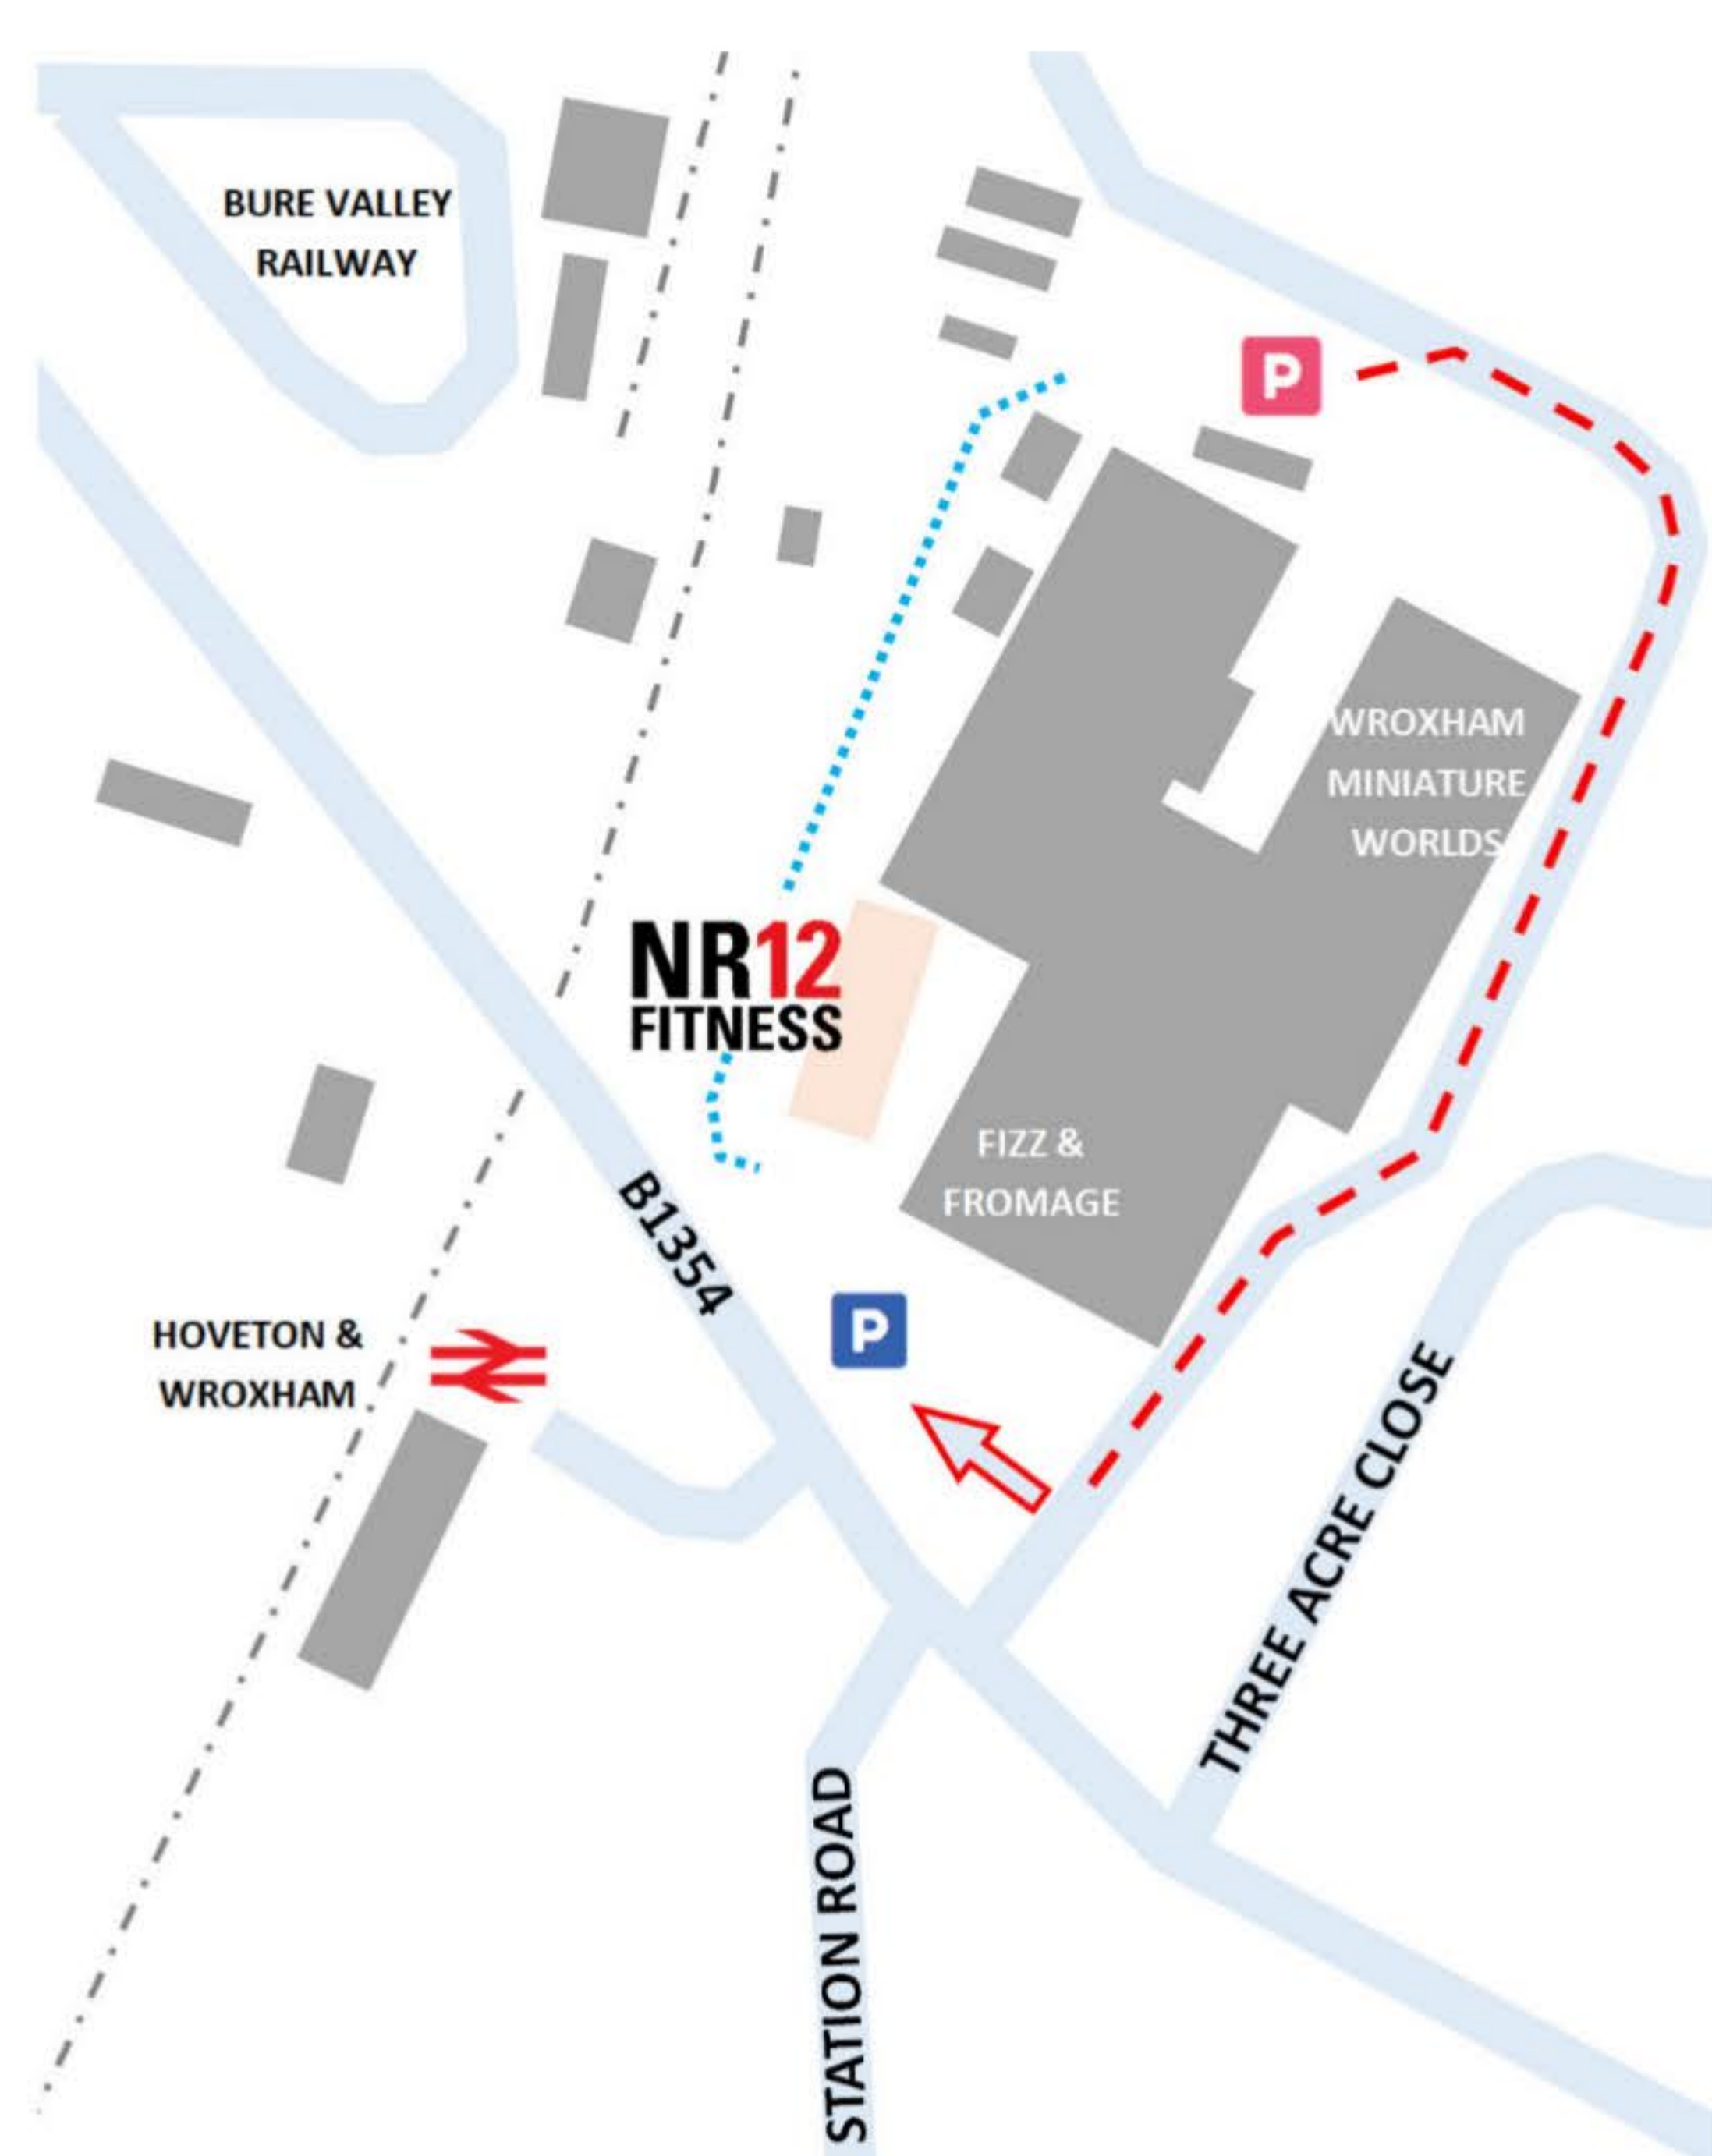 BURE VALLEY
RAILWAY
P
WROXHAM
MINIATURE
WORLDS
NR12
FITNESS
FIZZ &
FROMAGE
B1354
P
HOVETON &
WROXHAM
THREE ACRE CLOSE
STATION ROAD